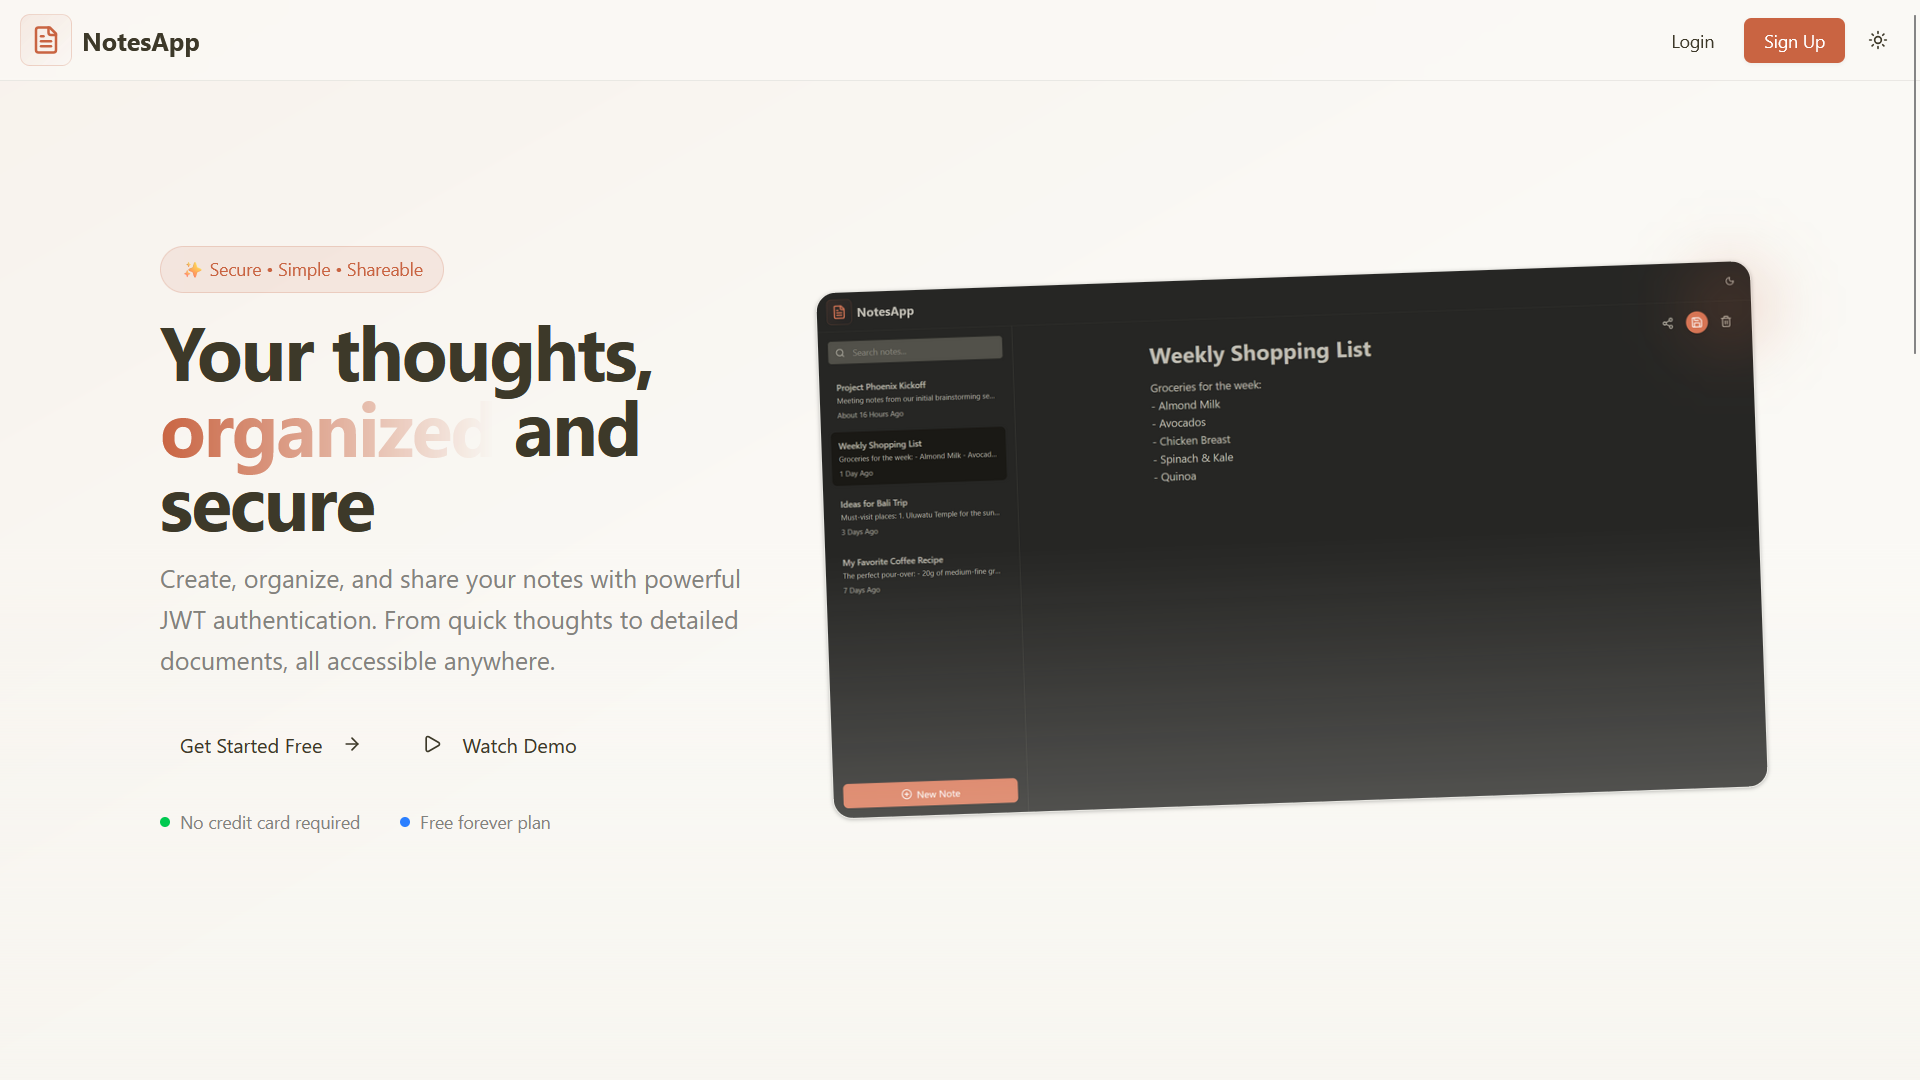 NotesApp
Login
Sign Up
✨ Secure • Simple • Shareable
Your thoughts,
organized and
secure
Create, organize, and share your notes with powerful
JWT authentication. From quick thoughts to detailed
documents, all accessible anywhere.
Get Started Free
Watch Demo
No credit card required
Free forever plan
NotesApp
Search notes...
Project Phoenix Kickoff
Meeting notes from our initial brainstorming se...
About 16 Hours Ago
Weekly Shopping List
Groceries for the week: - Almond Milk - Avocad...
1 Day Ago
Ideas for Bali Trip
Must-visit places: 1. Uluwatu Temple for the sun...
3 Days Ago
My Favorite Coffee Recipe
The perfect pour-over: - 20g of medium-fine gr...
7 Days Ago
New Note
Weekly Shopping List
Groceries for the week:
- Almond Milk
- Avocados
- Chicken Breast
- Spinach & Kale
- Quinoa